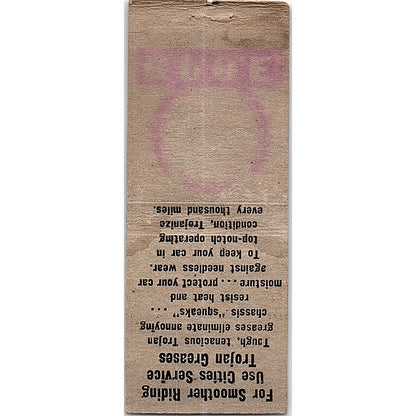 For Smoother Riding
Use Cities Service
Trojan Greases
Tough, tenacious Trojan
greases eliminate annoying
chassis "squeaks" . . .
resist heat and
moisture . . . protect your car
against needless wear.
To keep your car in
top-notch operating
condition, Trojanize
every thousand miles.